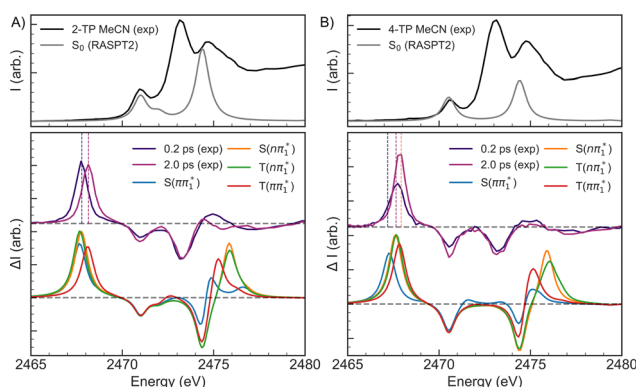 A)
2-TP MeCN (exp)
S₀ (RASPT2)
I (arb.)
0.2 ps (exp)
2.0 ps (exp)
S(ππ₁*)
S(nπ₁*)
T(nπ₁*)
T(ππ₁*)
ΔI (arb.)
2465 2470 2475 2480
Energy (eV)
B)
4-TP MeCN (exp)
S₀ (RASPT2)
I (arb.)
0.2 ps (exp)
2.0 ps (exp)
S(ππ₁*)
S(nπ₁*)
T(nπ₁*)
T(ππ₁*)
ΔI (arb.)
2465 2470 2475 2480
Energy (eV)